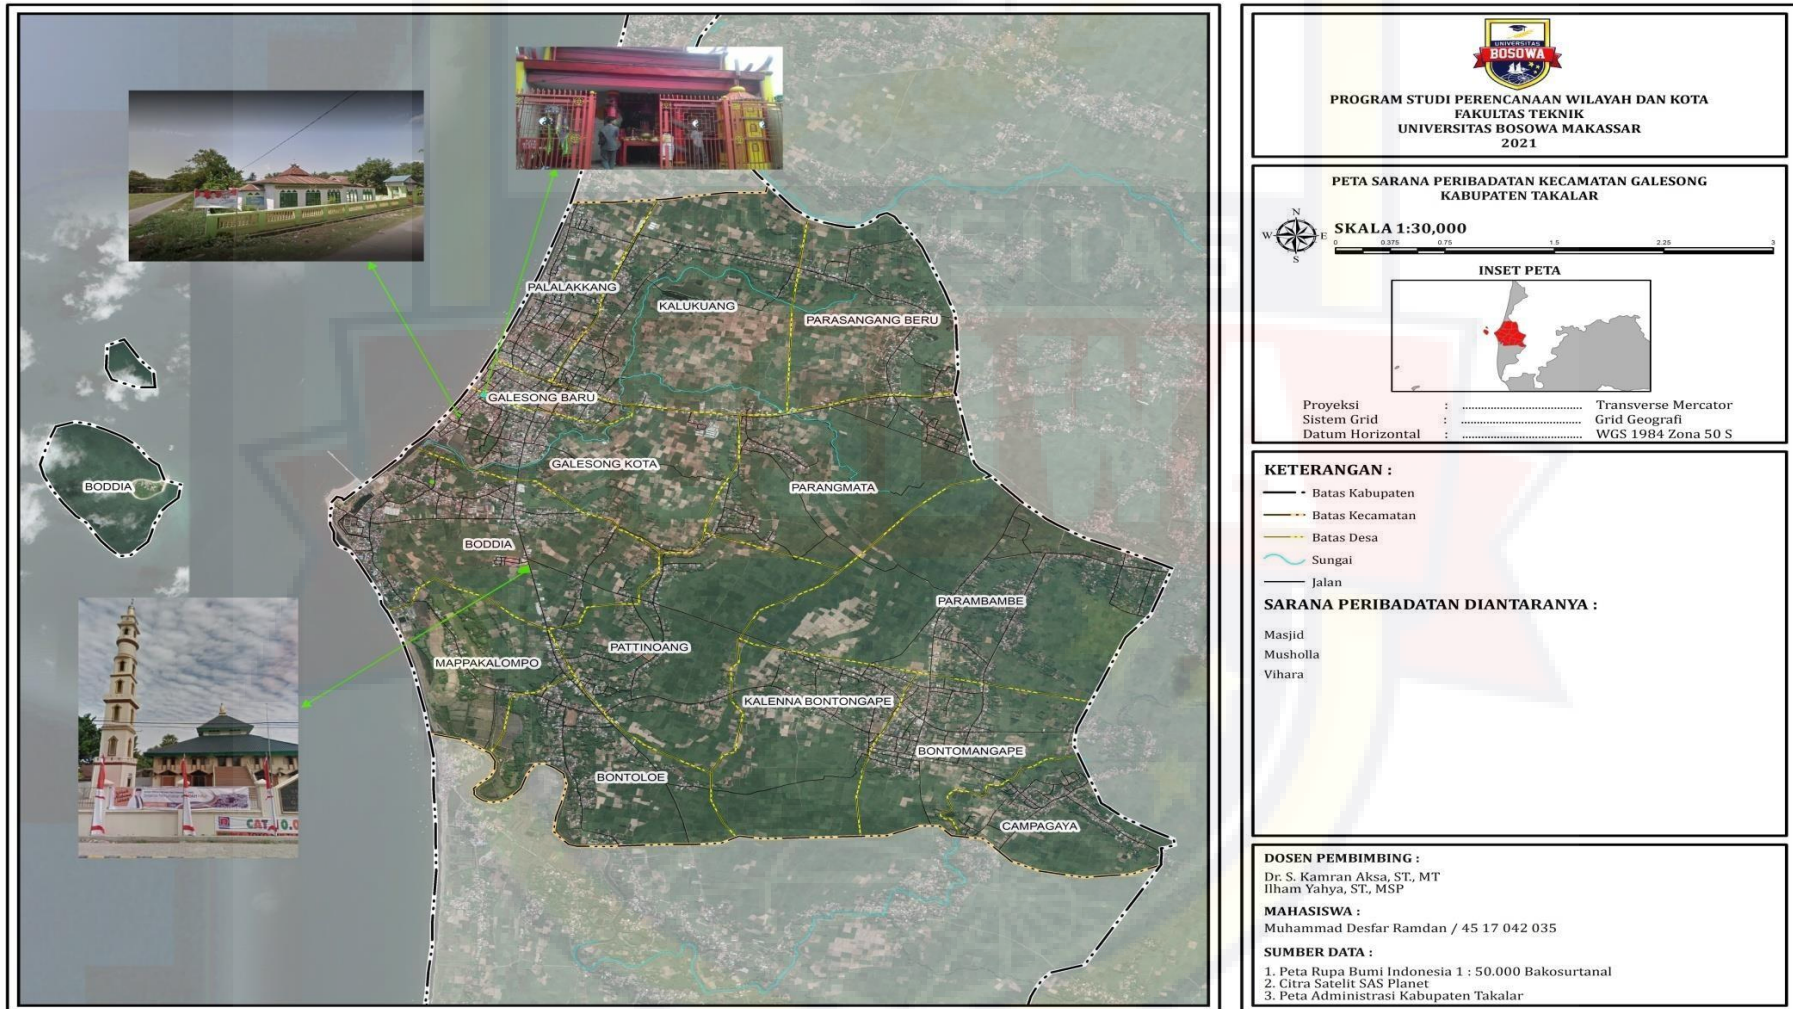 PALALAKKANG
KALUKUANG
PARASANGANG BERU
GALESONG BARU
GALESONG KOTA
PARANGMATA
BODDIA
BODDIA
PARAMBAMBE
PATTINOANG
MAPPAKALOMPO
KALENNA BONTONGAPE
BONTOMANGAPE
BONTOLOE
CAMPAGAYA
UNIVERSITAS
BOSOWA
PROGRAM STUDI PERENCANAAN WILAYAH DAN KOTA
FAKULTAS TEKNIK
UNIVERSITAS BOSOWA MAKASSAR
2021
PETA SARANA PERIBADATAN KECAMATAN GALESONG
KABUPATEN TAKALAR
N
W E
S
SKALA 1:30,000
0 0.375 0.75 1.5 2.25 3
INSET PETA
Proyeksi : .................................. Transverse Mercator
Sistem Grid : .................................. Grid Geografi
Datum Horizontal : .................................. WGS 1984 Zona 50 S
KETERANGAN :
Batas Kabupaten
Batas Kecamatan
Batas Desa
Sungai
Jalan
SARANA PERIBADATAN DIANTARANYA :
Masjid
Musholla
Vihara
DOSEN PEMBIMBING :
Dr. S. Kamran Aksa, ST., MT
Ilham Yahya, ST., MSP
MAHASISWA :
Muhammad Desfar Ramdan / 45 17 042 035
SUMBER DATA :
1. Peta Rupa Bumi Indonesia 1 : 50.000 Bakosurtanal
2. Citra Satelit SAS Planet
3. Peta Administrasi Kabupaten Takalar